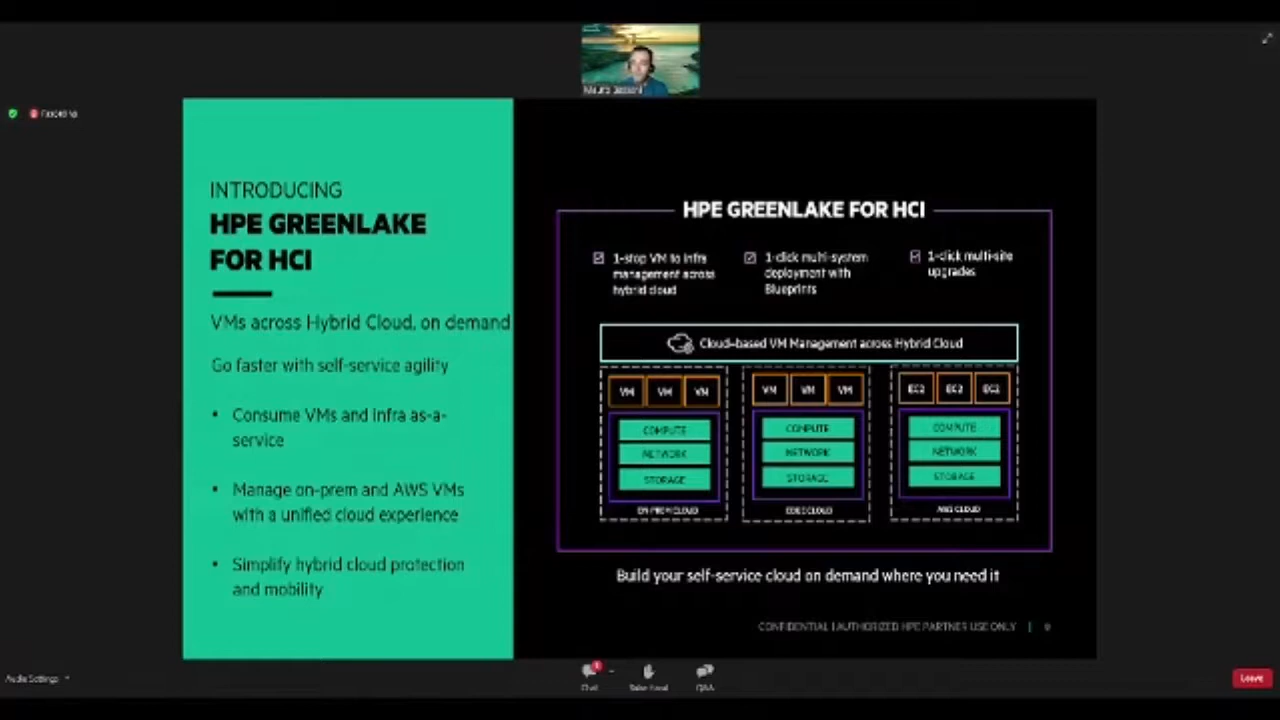 Recording
INTRODUCING
HPE GREENLAKE
FOR HCI
VMs across Hybrid Cloud, on demand
Go faster with self-service agility
• Consume VMs and infra as-a-
service
• Manage on-prem and AWS VMs
with a unified cloud experience
• Simplify hybrid cloud protection
and mobility
HPE GREENLAKE FOR HCI
1-stop VM to infra
management across
hybrid cloud
1-click multi-system
deployment with
Blueprints
1-click multi-site
upgrades
Cloud-based VM Management across Hybrid Cloud
VM VM VM
COMPUTE
NETWORK
STORAGE
ON-PREM CLOUD
VM VM VM
COMPUTE
NETWORK
STORAGE
EDGE CLOUD
EC2 EC2 EC2
COMPUTE
NETWORK
STORAGE
AWS CLOUD
Build your self-service cloud on demand where you need it
CONFIDENTIAL | AUTHORIZED HPE PARTNER USE ONLY
Audio Settings
Chat
Raise Hand
Q&A
Leave